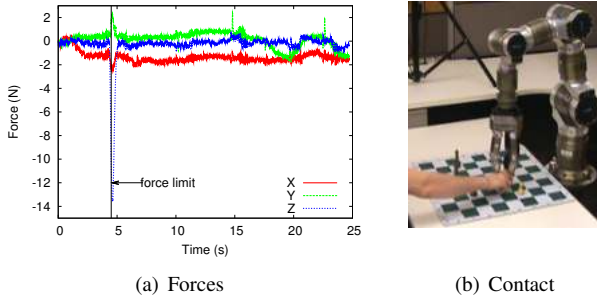 2
0
-2
-4
-6
-8
-10
-12
-14
Force (N)
force limit
X
Y
Z
0 5 10 15 20 25
Time (s)
(a) Forces
(b) Contact